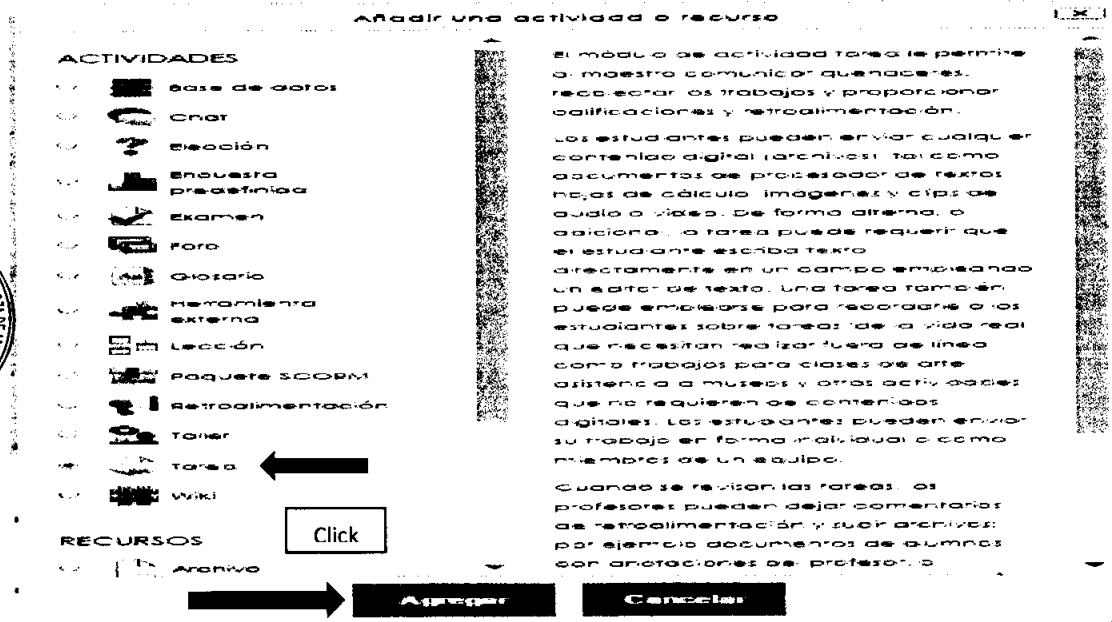 Añadir una actividad o recurso
ACTIVIDADES
Base de datos
Chat
Elección
Encuesta
predefinida
Examen
Foro
Glosario
Herramienta
externa
Lección
Paquete SCORM
Retroalimentación
Taller
Tarea
Wiki
RECURSOS
Archivo
Click
El módulo de actividad tarea le permite
al maestro comunicar quehaceres,
recolectar los trabajos y proporcionar
calificaciones y retroalimentación.
Los estudiantes pueden enviar cualquier
contenido digital (archivos), tal como
documentos de procesador de textos
hojas de cálculo, imágenes y clips de
audio o video. De forma alterna, o
adicional, la tarea puede requerir que
el estudiante escriba texto
directamente en un campo empleando
un editor de texto. Una tarea también
puede emplearse para recordarle a los
estudiantes sobre tareas 'de la vida real
que necesitan realizar fuera de línea
como trabajos para clases de arte
asistencia a museos y otras actividades
que no requieren de contenidos
digitales. Los estudiantes pueden enviar
su trabajo en forma individual o como
miembros de un equipo.
Cuando se revisan las tareas, los
profesores pueden dejar comentarios
de retroalimentación y subir archivos;
por ejemplo documentos de alumnos
con anotaciones del profesor, o
Agregar
Cancelar